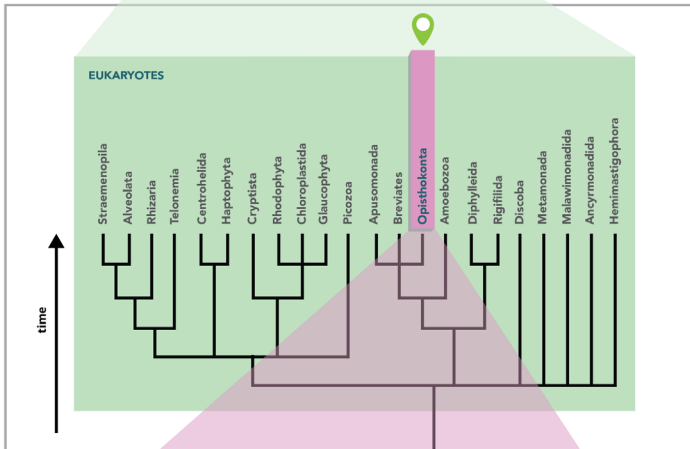 EUKARYOTES
Straemenopila
Alveolata
Rhizaria
Telonemia
Centrohelida
Haptophyta
Cryptista
Rhodophyta
Chloroplastida
Glaucophyta
Picozoa
Apusomonada
Breviates
Opisthokonta
Amoebozoa
Diphylleida
Rigifilida
Discoba
Metamonada
Malawimonadida
Ancyrmonadida
Hemimastigophora
time